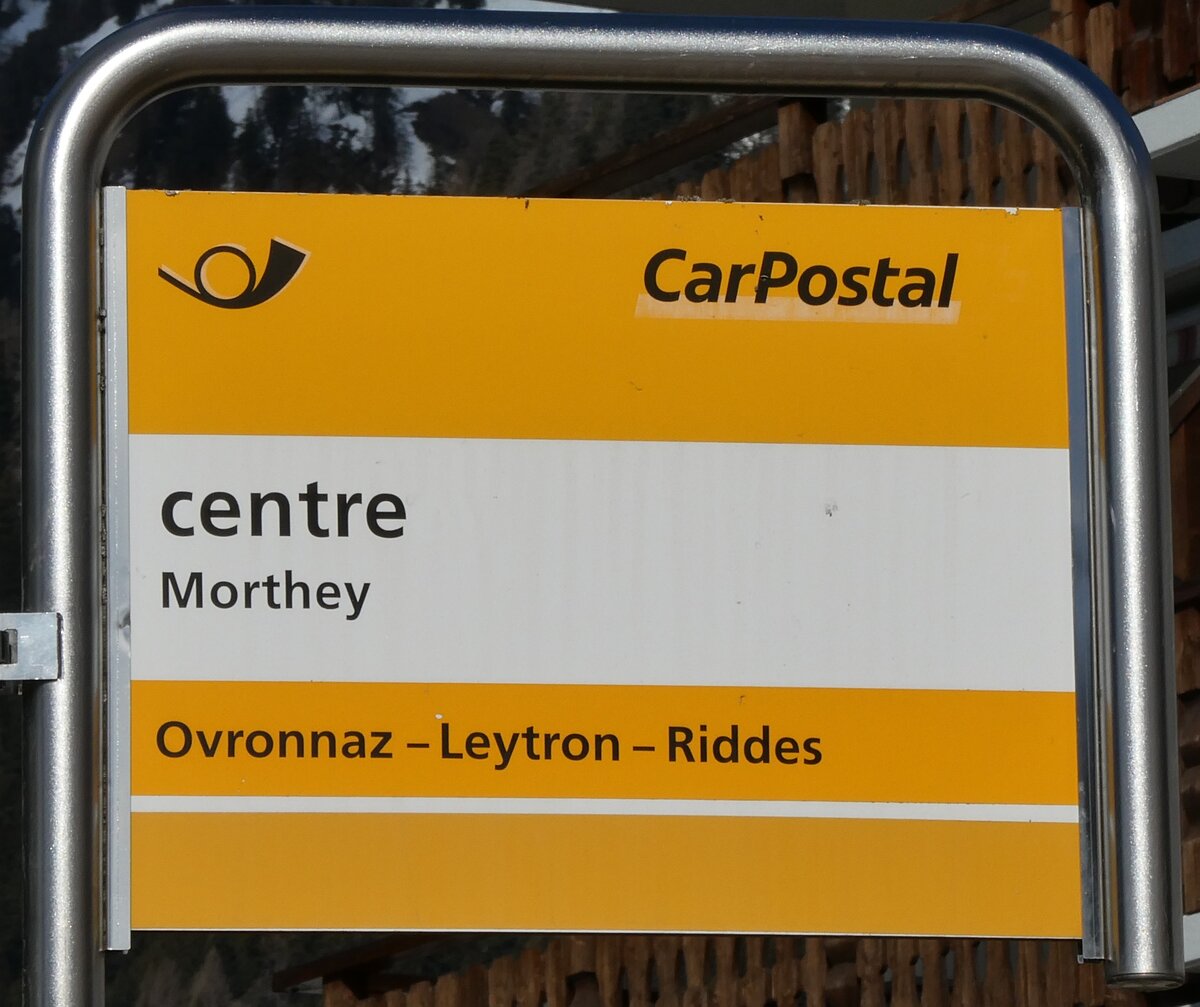 CarPostal
centre
Morthey
Ovronnaz – Leytron – Riddes